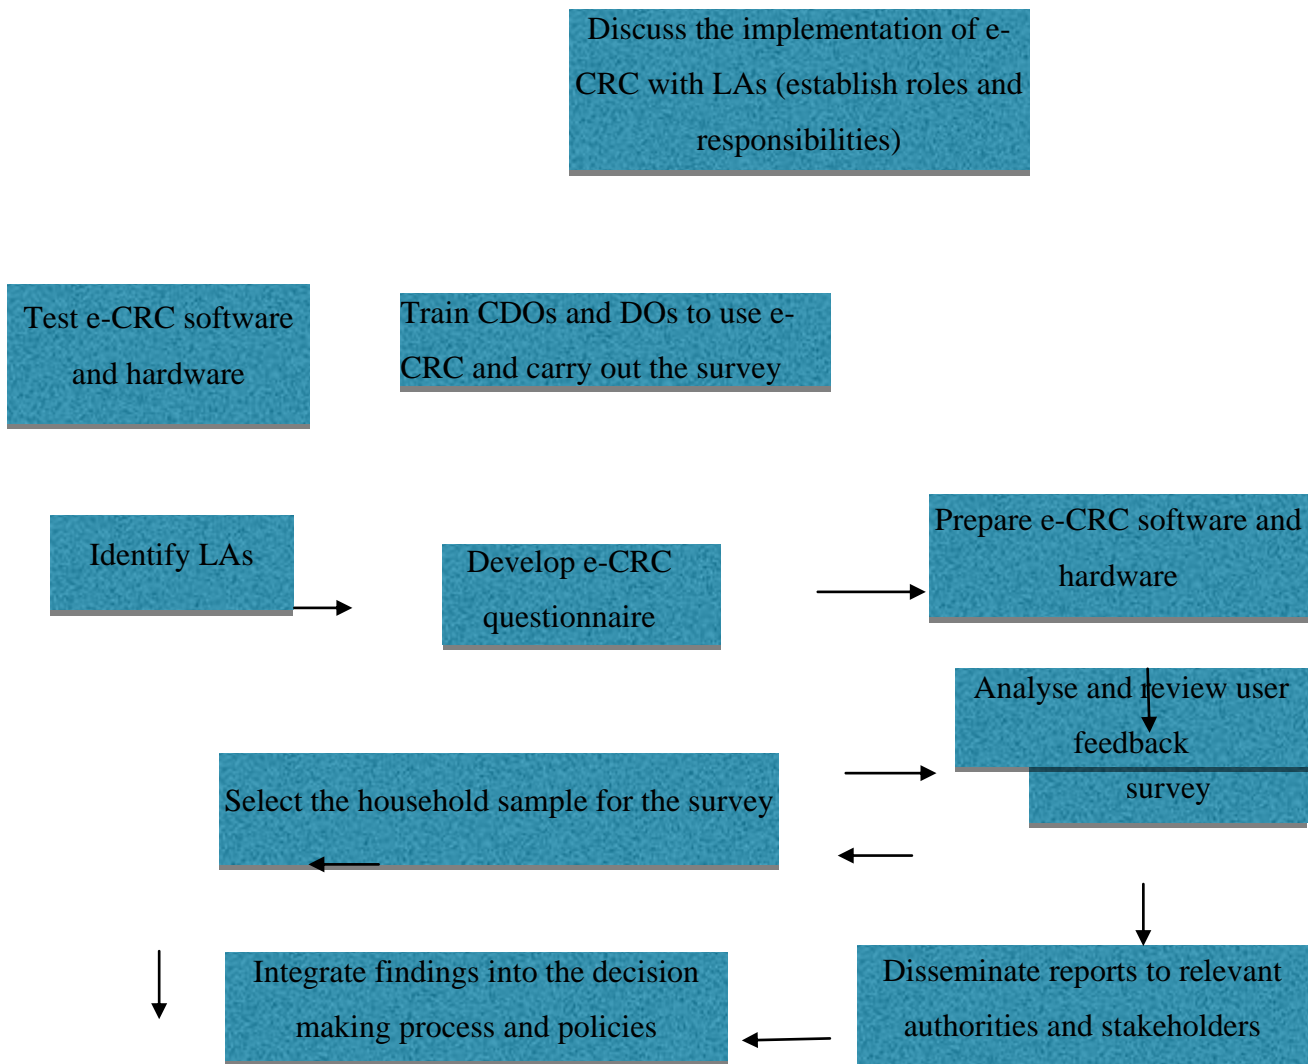 Discuss the implementation of e-
CRC with LAs (establish roles and
responsibilities)
Test e-CRC software
and hardware
Train CDOs and DOs to use e-
CRC and carry out the survey
Identify LAs
Develop e-CRC
questionnaire
Prepare e-CRC software and
hardware
Analyse and review user
feedback
survey
Select the household sample for the survey
Integrate findings into the decision
making process and policies
Disseminate reports to relevant
authorities and stakeholders